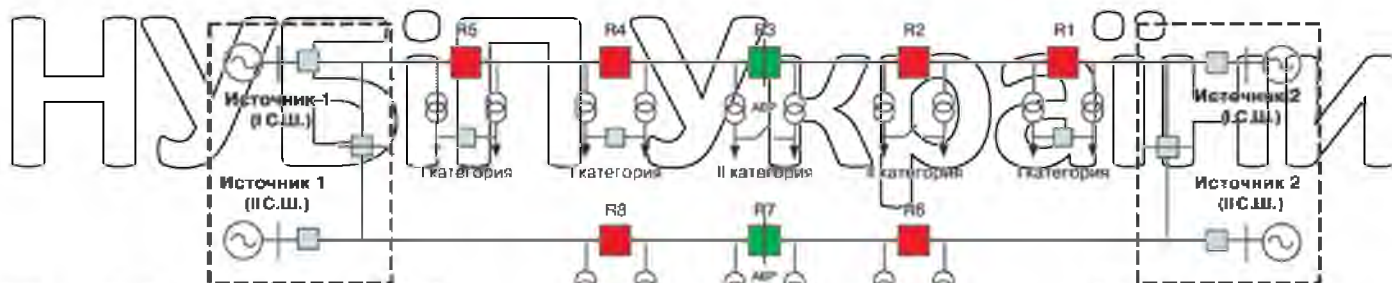 НУБІП України
R5 R4 R3 R2 R1
Источник 1
(I С.Ш.)
АВР
Источник 2
(I С.Ш.)
I категория I категория II категория II категория I категория
Источник 1
(II С.Ш.)
Источник 2
(II С.Ш.)
R8 R7 R6
АВР